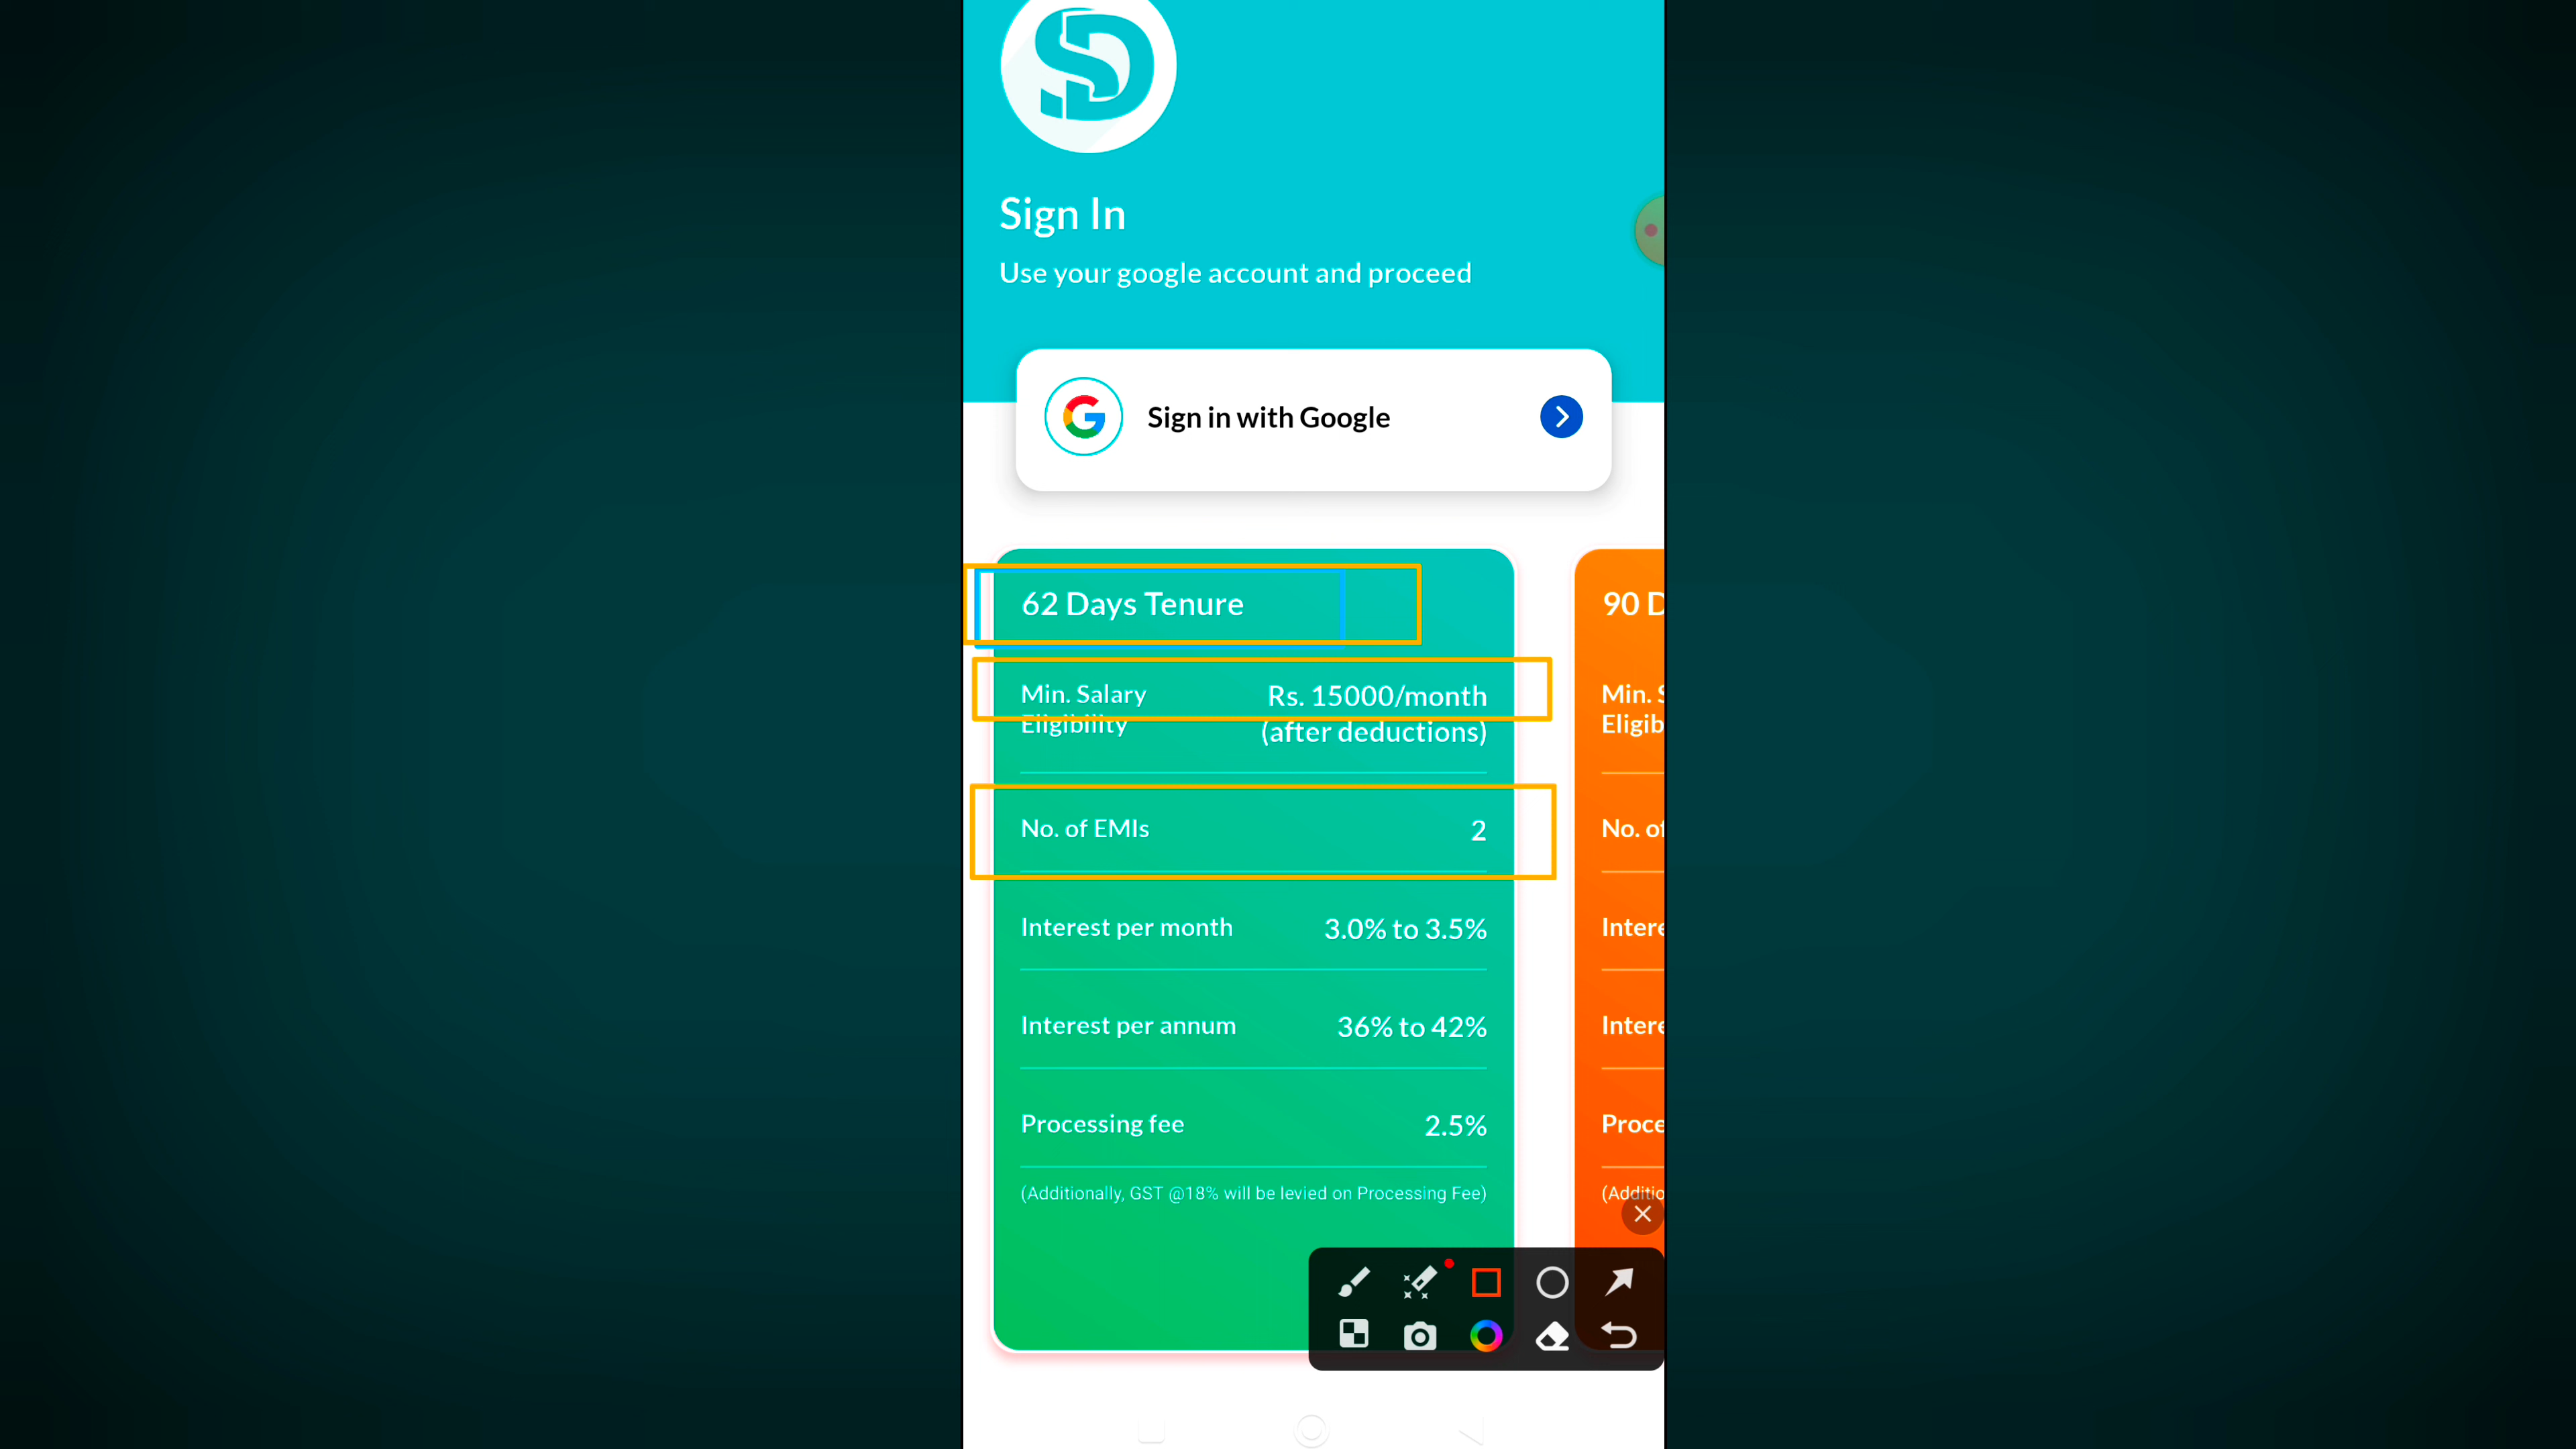 SD
Sign In
Use your google account and proceed
Sign in with Google
62 Days Tenure
90 D
Min. Salary Rs. 15000/month
Eligibility (after deductions)
Min. S
Eligib
No. of EMIs 2
No. of
Interest per month 3.0% to 3.5%
Intere
Interest per annum 36% to 42%
Intere
Processing fee 2.5%
Proce
(Additionally, GST @18% will be levied on Processing Fee)
(Additio